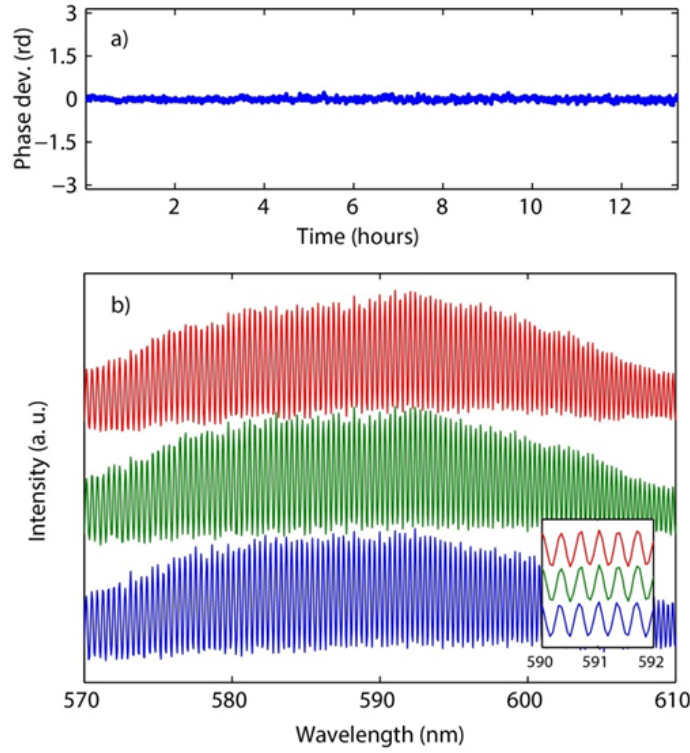 a)
Phase dev. (rd)
3
1.5
0
−1.5
−3
2 4 6 8 10 12
Time (hours)
b)
Intensity (a. u.)
590 591 592
570 580 590 600 610
Wavelength (nm)